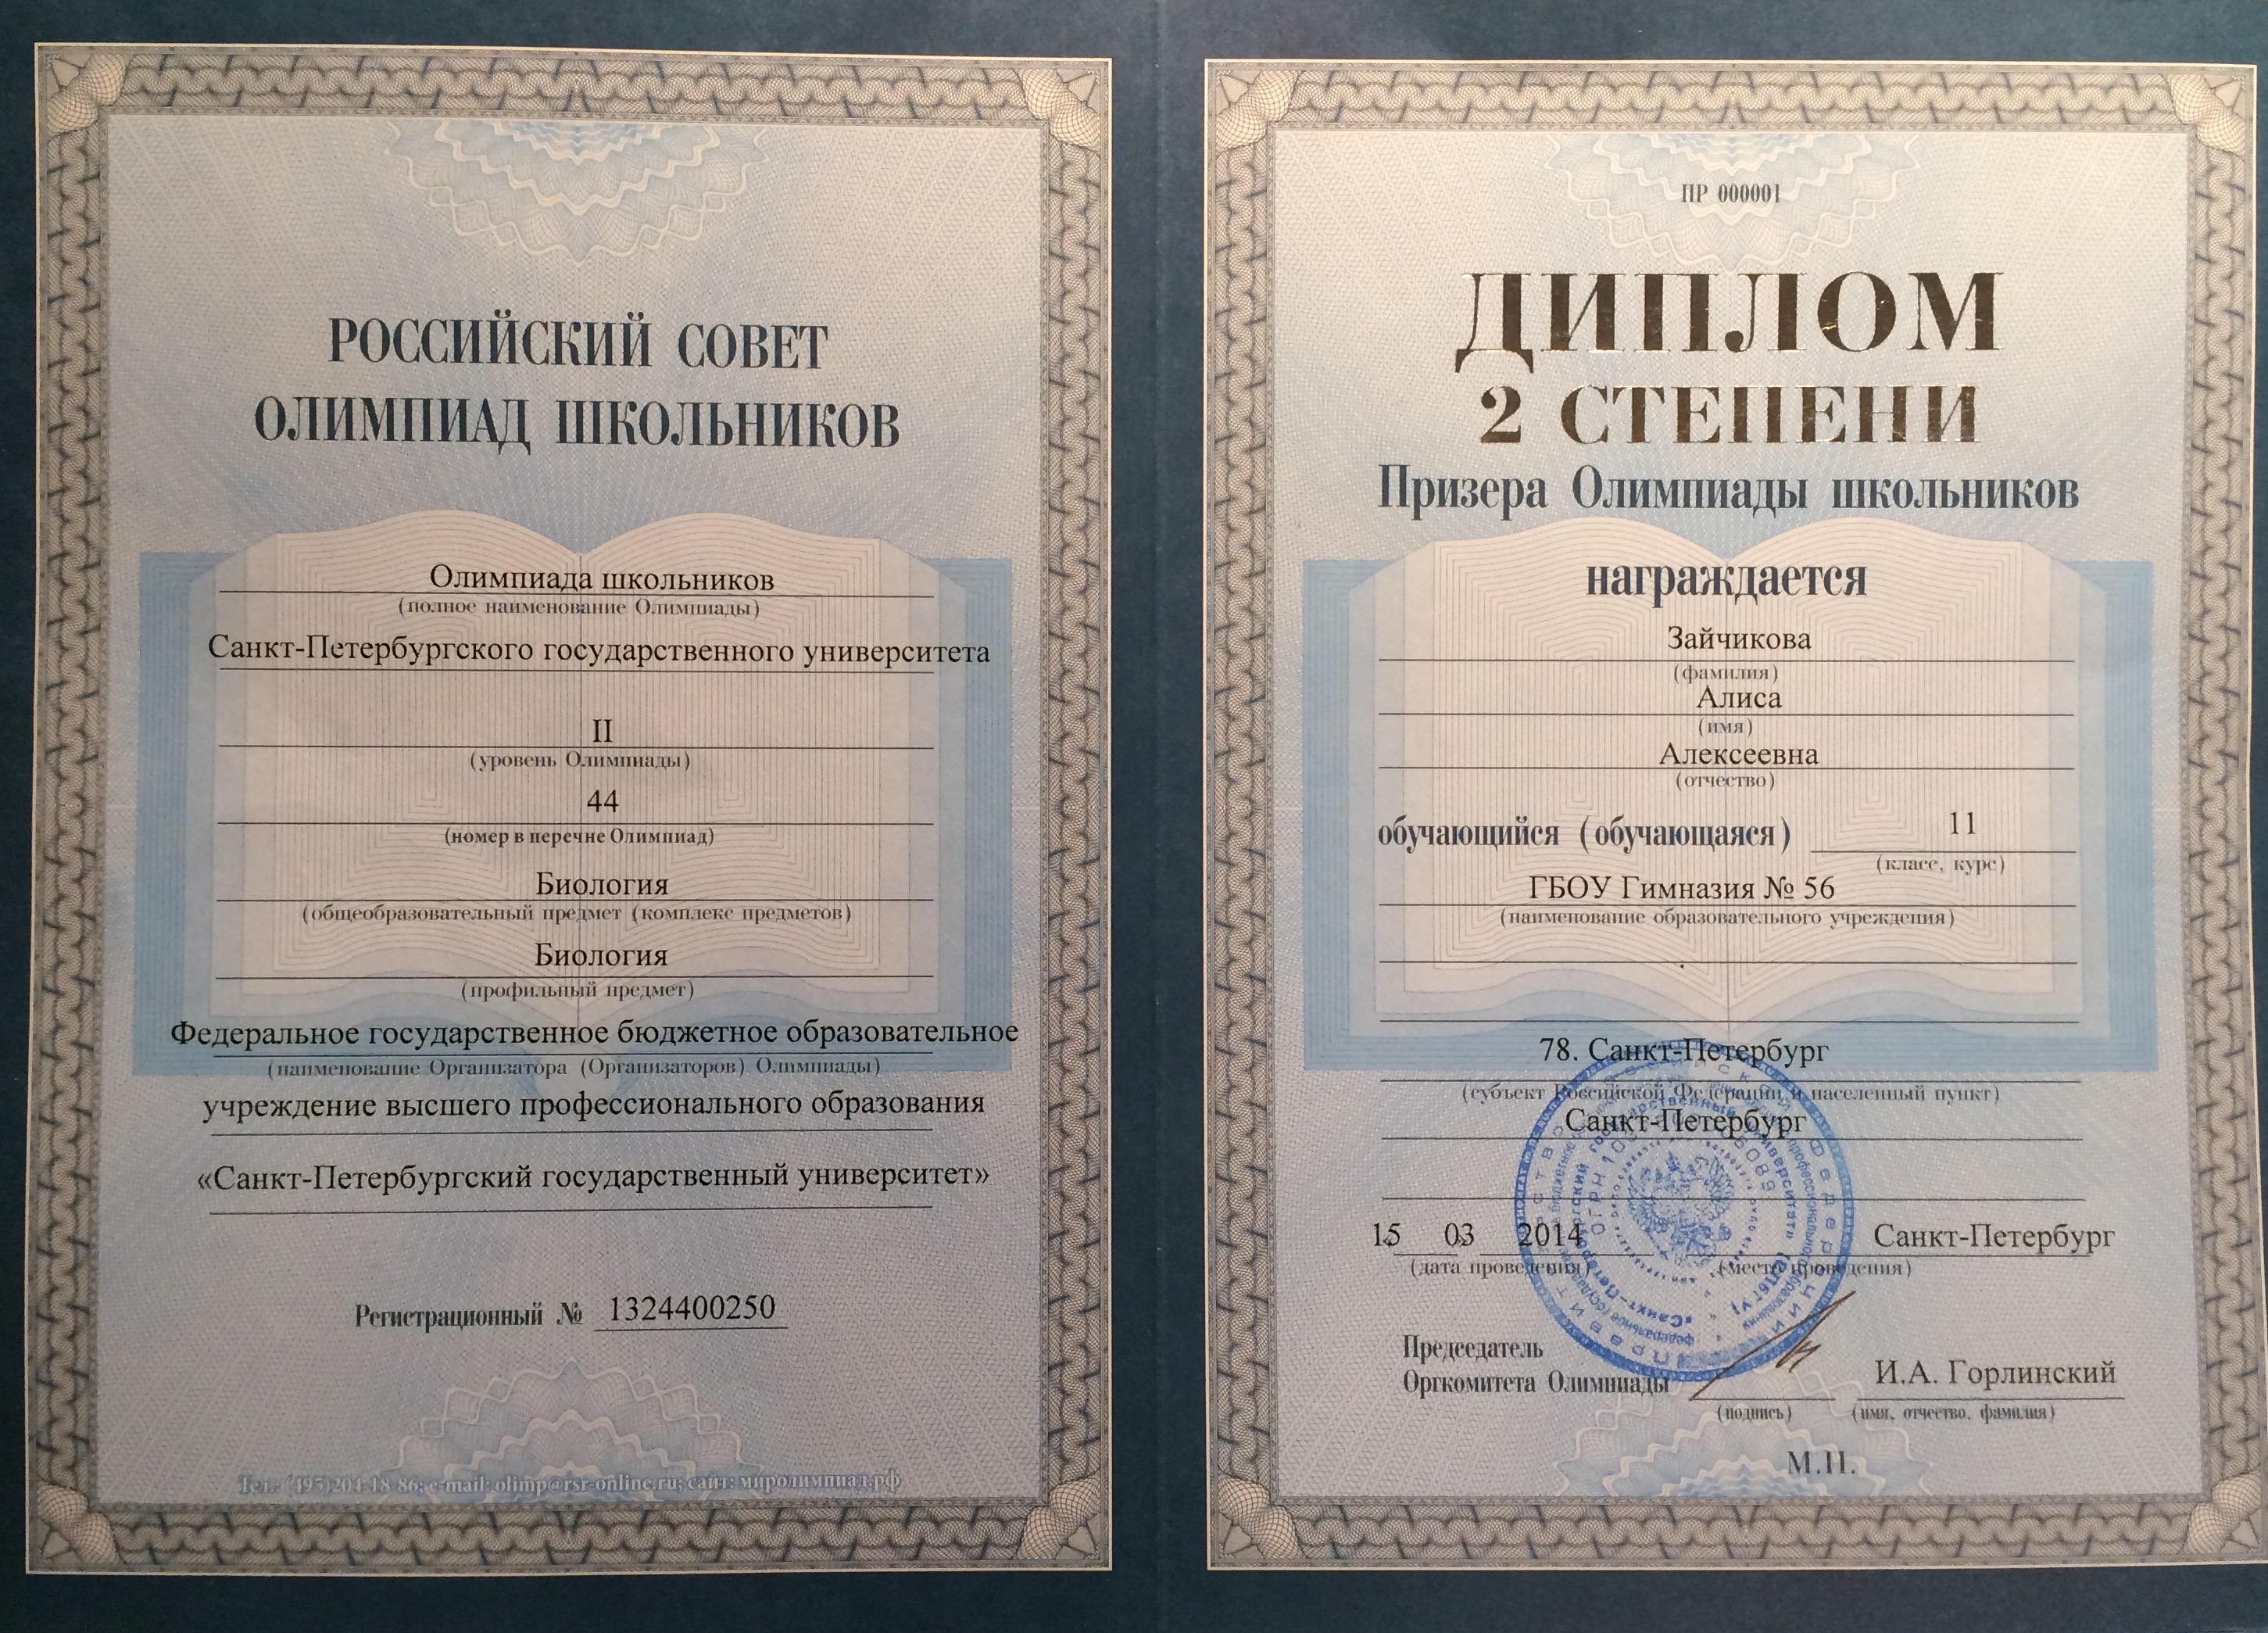 РОССИЙСКИЙ СОВЕТ
ОЛИМПИАД ШКОЛЬНИКОВ
Олимпиада школьников
(полное наименование Олимпиады)
Санкт-Петербургского государственного университета
II
(уровень Олимпиады)
44
(номер в перечне Олимпиад)
Биология
(общеобразовательный предмет (комплекс предметов)
Биология
(профильный предмет)
Федеральное государственное бюджетное образовательное
(наименование Организатора (Организаторов) Олимпиады)
учреждение высшего профессионального образования
«Санкт-Петербургский государственный университет»
Регистрационный № 1324400250
Тел.: (495)204-18-86; e-mail: olimp@rsr-online.ru; сайт: миролимпиад.рф
ПР 000001
ДИПЛОМ
2 СТЕПЕНИ
Призера Олимпиады школьников
награждается
Зайчикова
(фамилия)
Алиса
(имя)
Алексеевна
(отчество)
обучающийся (обучающаяся) 11
(класс, курс)
ГБОУ Гимназия № 56
(наименование образовательного учреждения)
78. Санкт-Петербург
(субъект Российской Федерации и населенный пункт)
Санкт-Петербург
15 03 2014 Санкт-Петербург
(дата проведения) (место проведения)
Председатель
Оргкомитета Олимпиады И.А. Горлинский
(подпись) (имя, отчество, фамилия)
М.П.